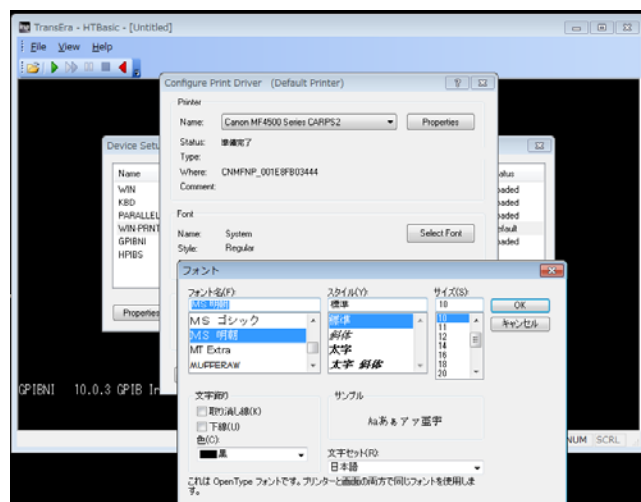 TransEra - HTBasic - [Untitled]
File View Help
Configure Print Driver (Default Printer)
Printer
Name: Canon MF4500 Series CARPS2 Properties
Status: 準備完了
Type:
Where: CNMFNP_001E8FB03444
Comment:
Device Setu
Name
WIN
KBD
PARALLEL
WIN-PRNT
GPIBNI
HPIBS
Properties
atus
oaded
oaded
oaded
efault
oaded
Font
Name: System Select Font
Style: Regular
フォント
フォント名(F): スタイル(Y): サイズ(S):
MS 明朝 標準 10 OK
MS ゴシック 標準 10 キャンセル
MS 明朝 斜体 11
MT Extra 太字 12
MUFFERAW 太字 斜体 14
16
18
20
文字飾り サンプル
取り消し線(K)
下線(U) Aaあぁアァ亜宇
色(C):
黒 文字セット(R):
日本語
これは OpenType フォントです。プリンターと画面の両方で同じフォントを使用しま
す。
GPIBNI 10.0.3 GPIB In
NUM SCRL